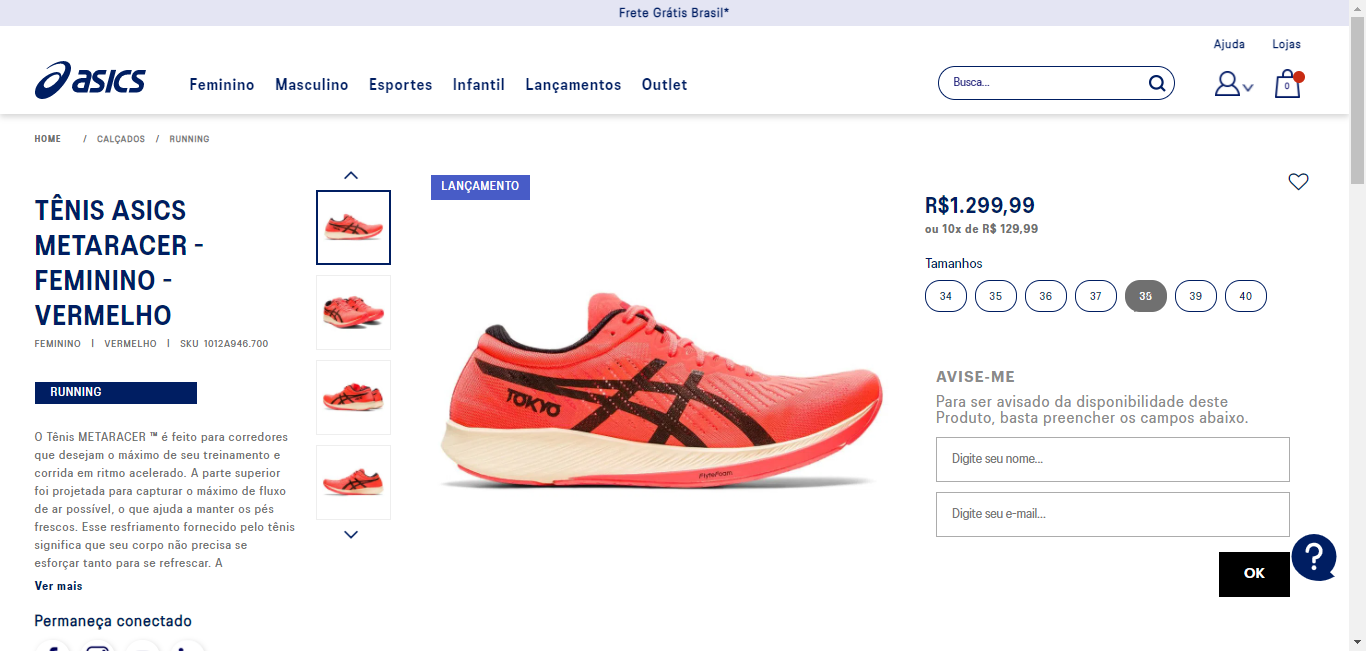 Frete Grátis Brasil*
Ajuda Lojas
asics
Feminino Masculino Esportes Infantil Lançamentos Outlet
Busca...
0
HOME / CALÇADOS / RUNNING
TÊNIS ASICS
METARACER -
FEMININO -
VERMELHO
FEMININO | VERMELHO | SKU 1012A946.700
RUNNING
O Tênis METARACER ™ é feito para corredores
que desejam o máximo de seu treinamento e
corrida em ritmo acelerado. A parte superior
foi projetada para capturar o máximo de fluxo
de ar possível, o que ajuda a manter os pés
frescos. Esse resfriamento fornecido pelo tênis
significa que seu corpo não precisa se
esforçar tanto para se refrescar. A
Ver mais
Permaneça conectado
LANÇAMENTO
TOKYO
FlyteFoam
R$1.299,99
ou 10x de R$ 129,99
Tamanhos
34 35 36 37 38 39 40
AVISE-ME
Para ser avisado da disponibilidade deste
Produto, basta preencher os campos abaixo.
Digite seu nome...
Digite seu e-mail...
OK
?